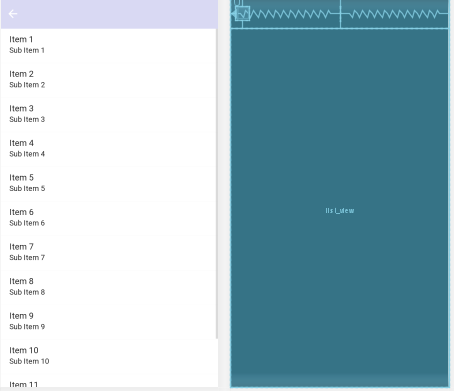 Item 1
Sub Item 1
Item 2
Sub Item 2
Item 3
Sub Item 3
Item 4
Sub Item 4
Item 5
Sub Item 5
Item 6
Sub Item 6
Item 7
Sub Item 7
Item 8
Sub Item 8
Item 9
Sub Item 9
Item 10
Sub Item 10
Item 11
list_view